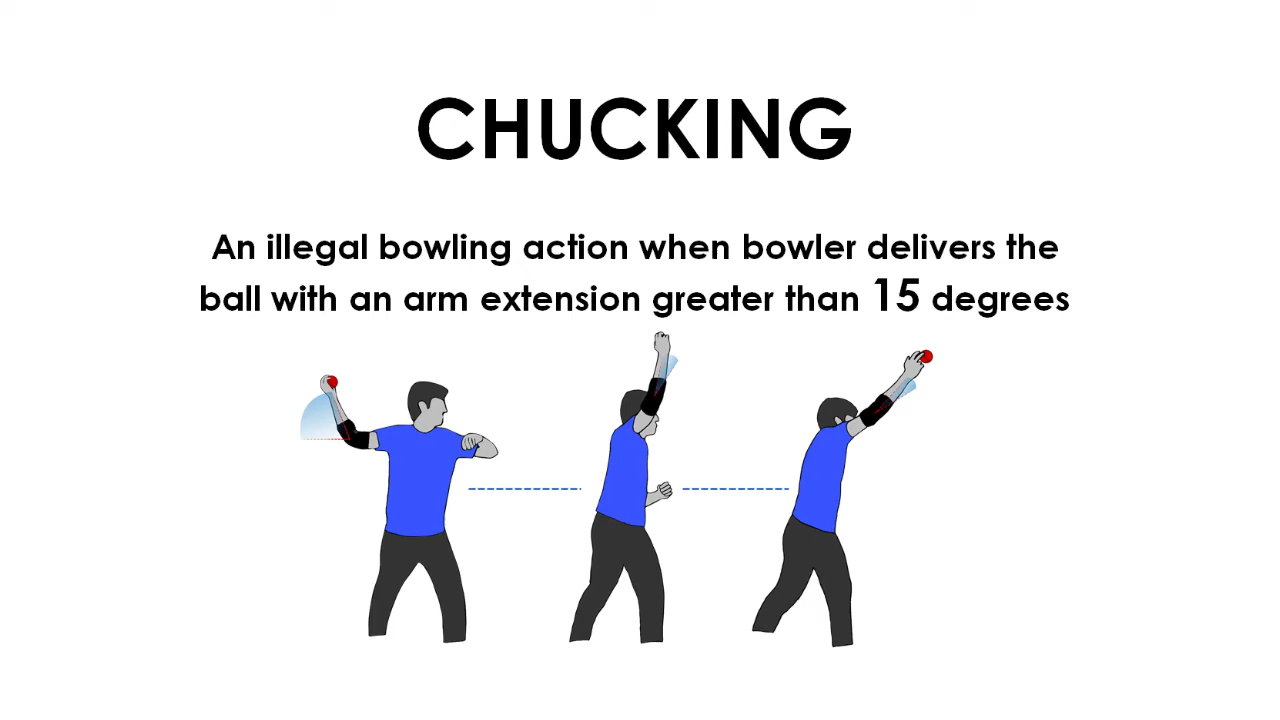 CHUCKING
An illegal bowling action when bowler delivers the
ball with an arm extension greater than 15 degrees